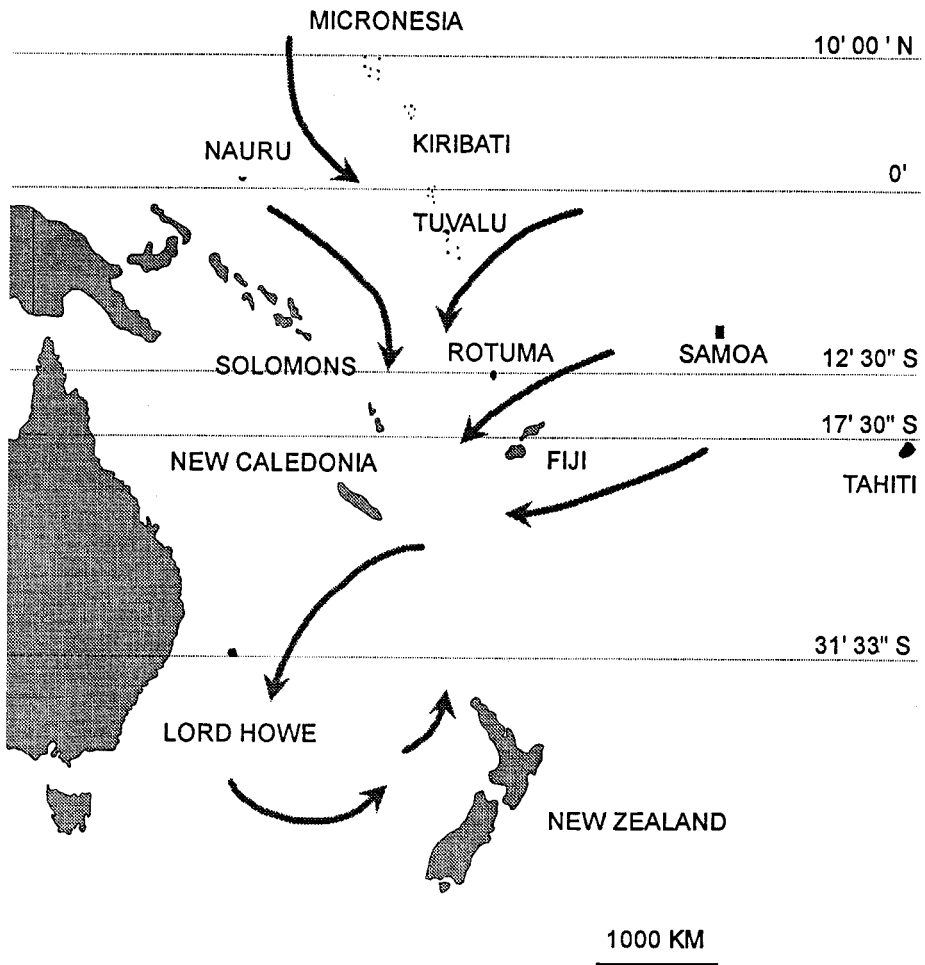 MICRONESIA
10' 00 ' N
KIRIBATI
NAURU
0'
TUVALU
ROTUMA
SAMOA
SOLOMONS
12' 30" S
17' 30" S
NEW CALEDONIA
FIJI
TAHITI
31' 33" S
LORD HOWE
NEW ZEALAND
1000 KM